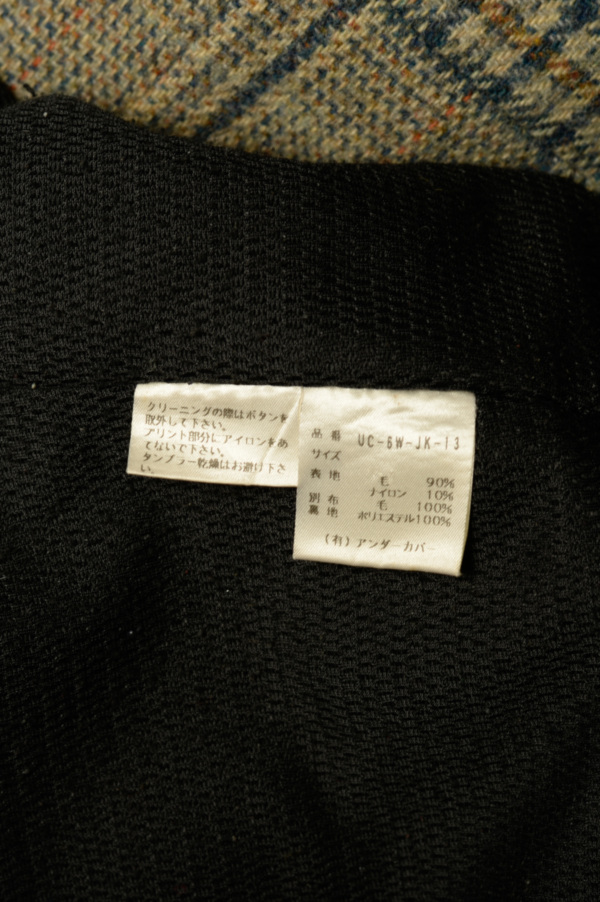 クリーニングの際はボタンを
取外して下さい。
プリント部分にアイロンをあ
てないで下さい。
タンブラー乾燥はお避け下さ
い。
品番 UC-6W-JK-13
サイズ
表地 毛 90%
ナイロン 10%
別布 毛 100%
裏地 ポリエステル100%
(有)アンダーカバー